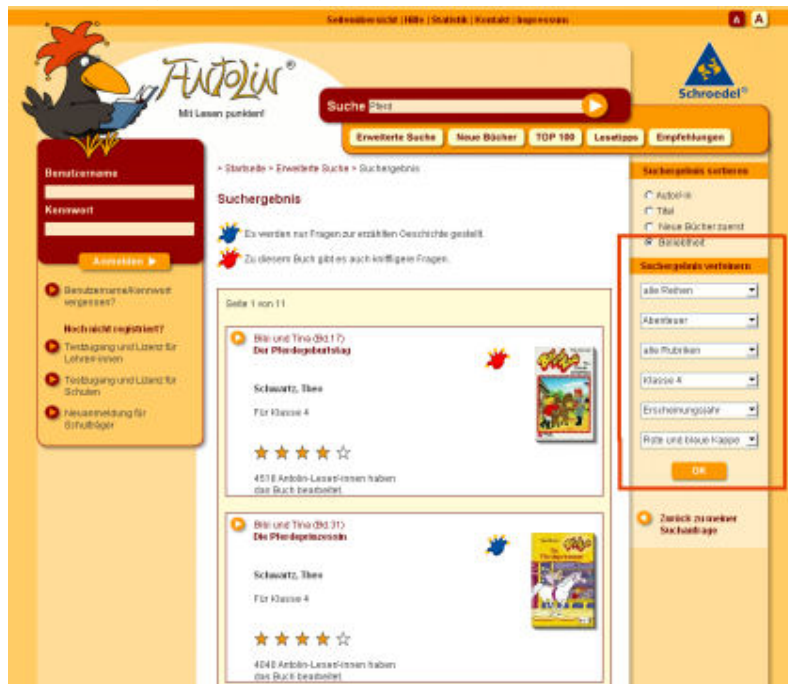 Seitenübersicht | Hilfe | Statistik | Kontakt | Impressum
A A
ANTOLIN®
Mit Lesen punkten!
Schroedel®
Suche Pferd
Erweiterte Suche Neue Bücher TOP 100 Lesetipps Empfehlungen
Benutzername
Kennwort
Anmelden
Benutzername/Kennwort
vergessen?
Noch nicht registriert?
Testzugang und Lizenz für
Lehrer/-innen
Testzugang und Lizenz für
Schulen
Neuanmeldung für
Schulträger
Startseite > Erweiterte Suche > Suchergebnis
Suchergebnis
Es werden nur Fragen zur erzählten Geschichte gestellt.
Zu diesem Buch gibt es auch knifflige Fragen.
Seite 1 von 11
Bibi und Tina (Bd.17)
Der Pferdegeburtstag
Schwartz, Theo
Für Klasse 4
4518 Antolin-Leser/-innen haben
das Buch bearbeitet.
Bibi und Tina (Bd.31)
Die Pferdeprinzessin
Schwartz, Theo
Für Klasse 4
4040 Antolin-Leser/-innen haben
das Buch bearbeitet.
Suchergebnis sortieren
Autor/-in
Titel
Neue Bücher zuerst
Beliebtheit
Suchergebnis verfeinern
alle Reihen
Abenteuer
alle Rubriken
Klasse 4
Erscheinungsjahr
Rote und blaue Kappe
OK
Zurück zu meiner
Suchanfrage